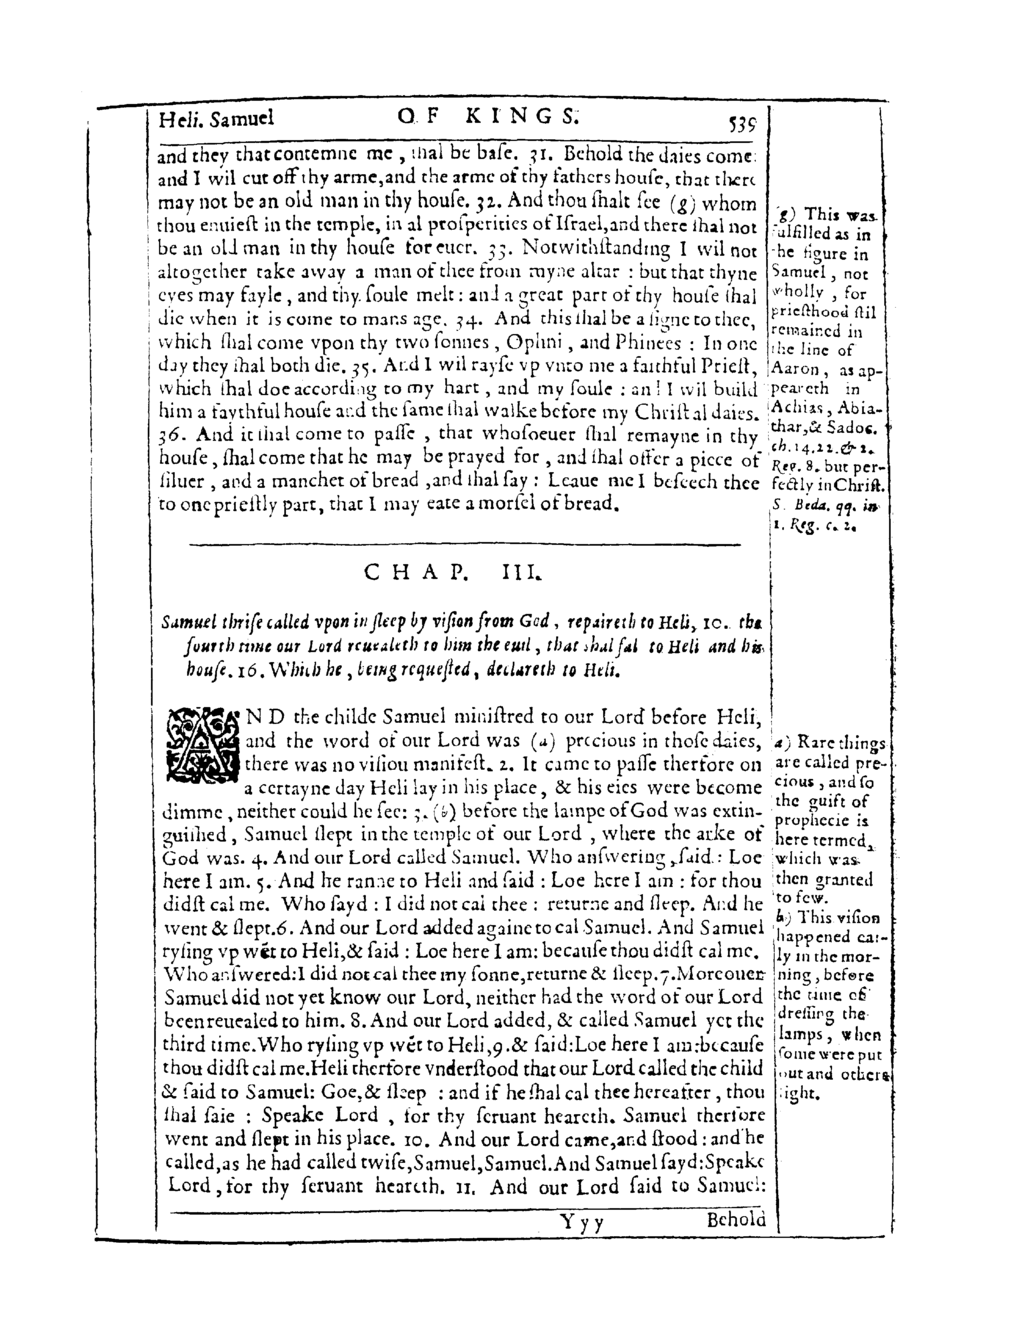 Heli. Samuel OF KINGS. 539
and they that contemne me, shal be base. 31. Behold the daies come:
and I wil cut off thy arme, and the arme of thy fathers house, that there
may not be an old man in thy house. 32. And thou shalt see (g) whom
thou enuiest in the temple, in al prosperities of Israel, and there shal not
be an old man in thy house for euer. 33. Notwithstanding I wil not
altogether take away a man of thee from myne altar : but that thyne
eyes may fayle, and thy soule melt: and a great part of thy house shal
die when it is come to mans age. 34. And this shal be a signe to thee,
which shal come vpon thy two sonnes, Ophni, and Phinees : In one
day they shal both die. 35. And I wil rayse vp vnto me a faithful Priest,
which shal doe according to my hart, and my soule : and I wil build
him a faythful house and the same shal walke before my Christ al daies.
36. And it shal come to passe, that whosoeuer shal remayne in thy
house, shal come that he may be prayed for, and shal offer a piece of
siluer, and a manchet of bread, and shal say : Leaue me I beseech thee
to one priestly part, that I may eate a morsel of bread.
g) This was
fulfilled as in
the figure in
Samuel, not
wholly, for
priesthood stil
remained in
the line of
Aaron, as ap-
peareth in
Achias, Abia-
thar, & Sadoc.
ch. 14. 22. & 2.
Reg. 8. but per-
fectly in Christ.
S. Beda. qq. in
1. Reg. c. 2.
CHAP. III.
Samuel thrise called vpon in sleep by vision from God, repaireth to Heli, 10. the
fourth time our Lord reuealeth to him the euil, that shal fal to Heli and his
house. 16. Which he, being requested, declareth to Heli.
AND the childe Samuel ministred to our Lord before Heli,
and the word of our Lord was (a) precious in those daies,
there was no vision manifest. 2. It came to passe therfore on
a certayne day Heli lay in his place, & his eies were become
dimme, neither could he see: 3. (b) before the lampe of God was extin-
guished, Samuel slept in the temple of our Lord, where the arke of
God was. 4. And our Lord called Samuel. Who answering, said : Loe
here I am. 5. And he ranne to Heli and said : Loe here I am : for thou
didst cal me. Who sayd : I did not cal thee : returne and sleep. And he
went & slept. 6. And our Lord added againe to cal Samuel. And Samuel
rysing vp wēt to Heli, & said : Loe here I am: because thou didst cal me.
Who answered: I did not cal thee my sonne, returne & sleep. 7. Moreouer
Samuel did not yet know our Lord, neither had the word of our Lord
been reuealed to him. 8. And our Lord added, & called Samuel yet the
third time. Who rysing vp wēt to Heli, 9. & said: Loe here I am: because
thou didst cal me. Heli therfore vnderstood that our Lord called the child
& said to Samuel: Goe, & sleep : and if he shal cal thee hereafter, thou
shal saie : Speake Lord, for thy seruant heareth. Samuel therfore
went and slept in his place. 10. And our Lord came, and stood : and he
called, as he had called twise, Samuel, Samuel. And Samuel sayd: Speake
Lord, for thy seruant heareth. 11. And our Lord said to Samuel:
a) Rare things
are called pre-
cious, and so
the guift of
prophecie is
here termed,
which was
then granted
to few.
b) This vision
happened ear-
ly in the mor-
ning, before
the time of
dressing the
lamps, when
some were put
out and others
light.
Yyy Behold